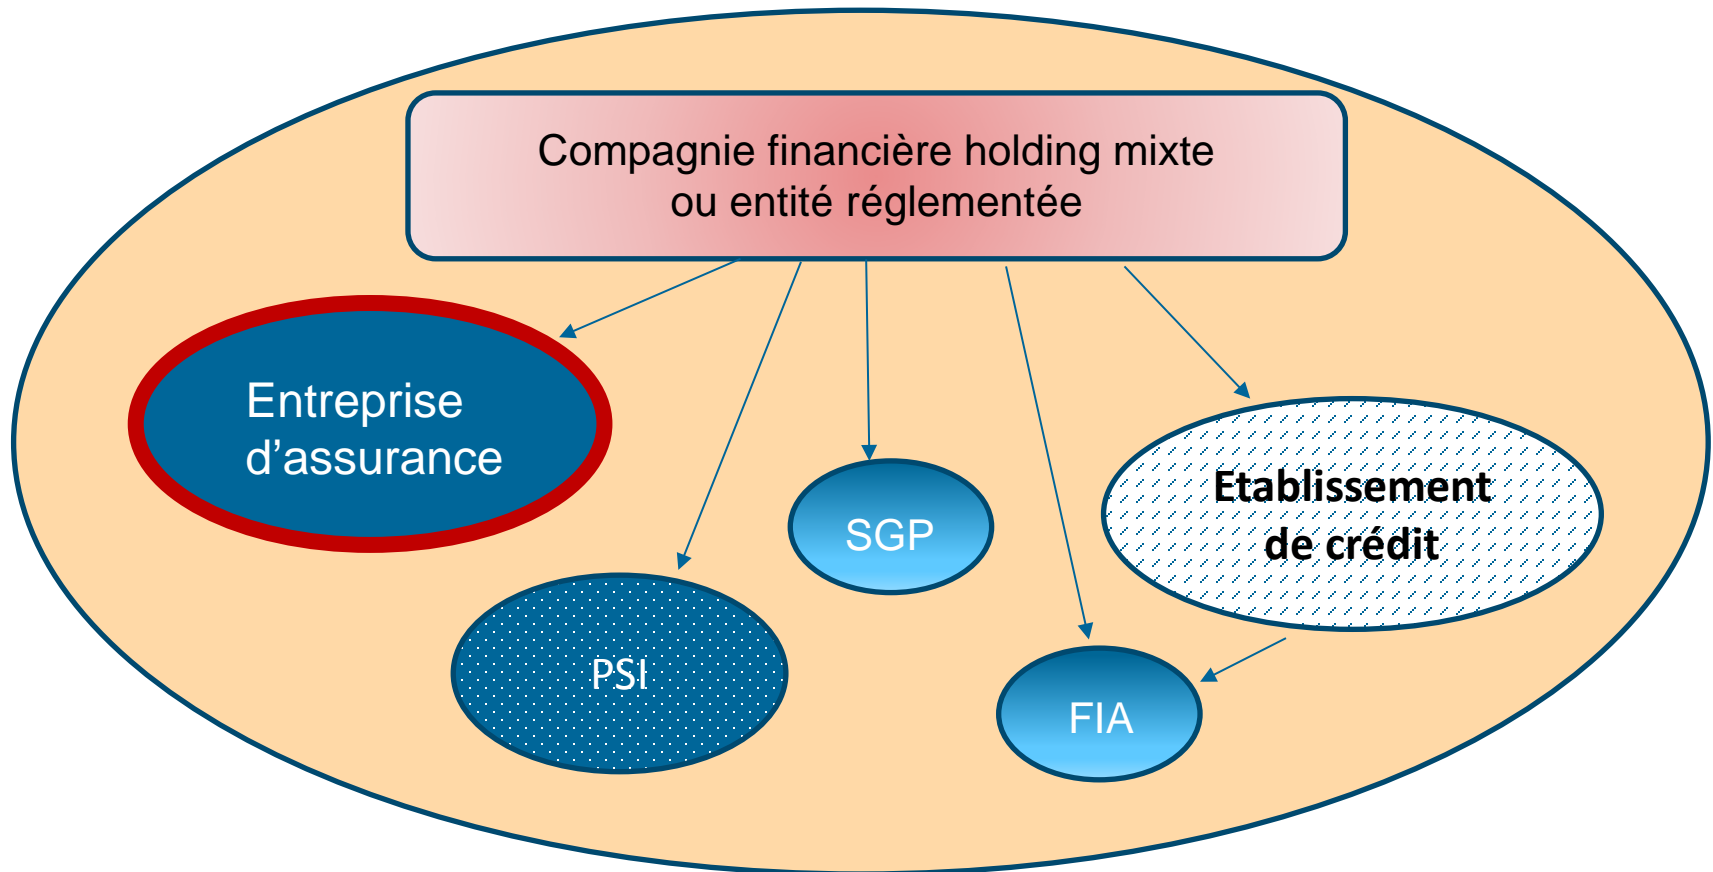 Compagnie financière holding mixte
ou entité réglementée
Entreprise
d’assurance
SGP
Etablissement
de crédit
PSI
FIA